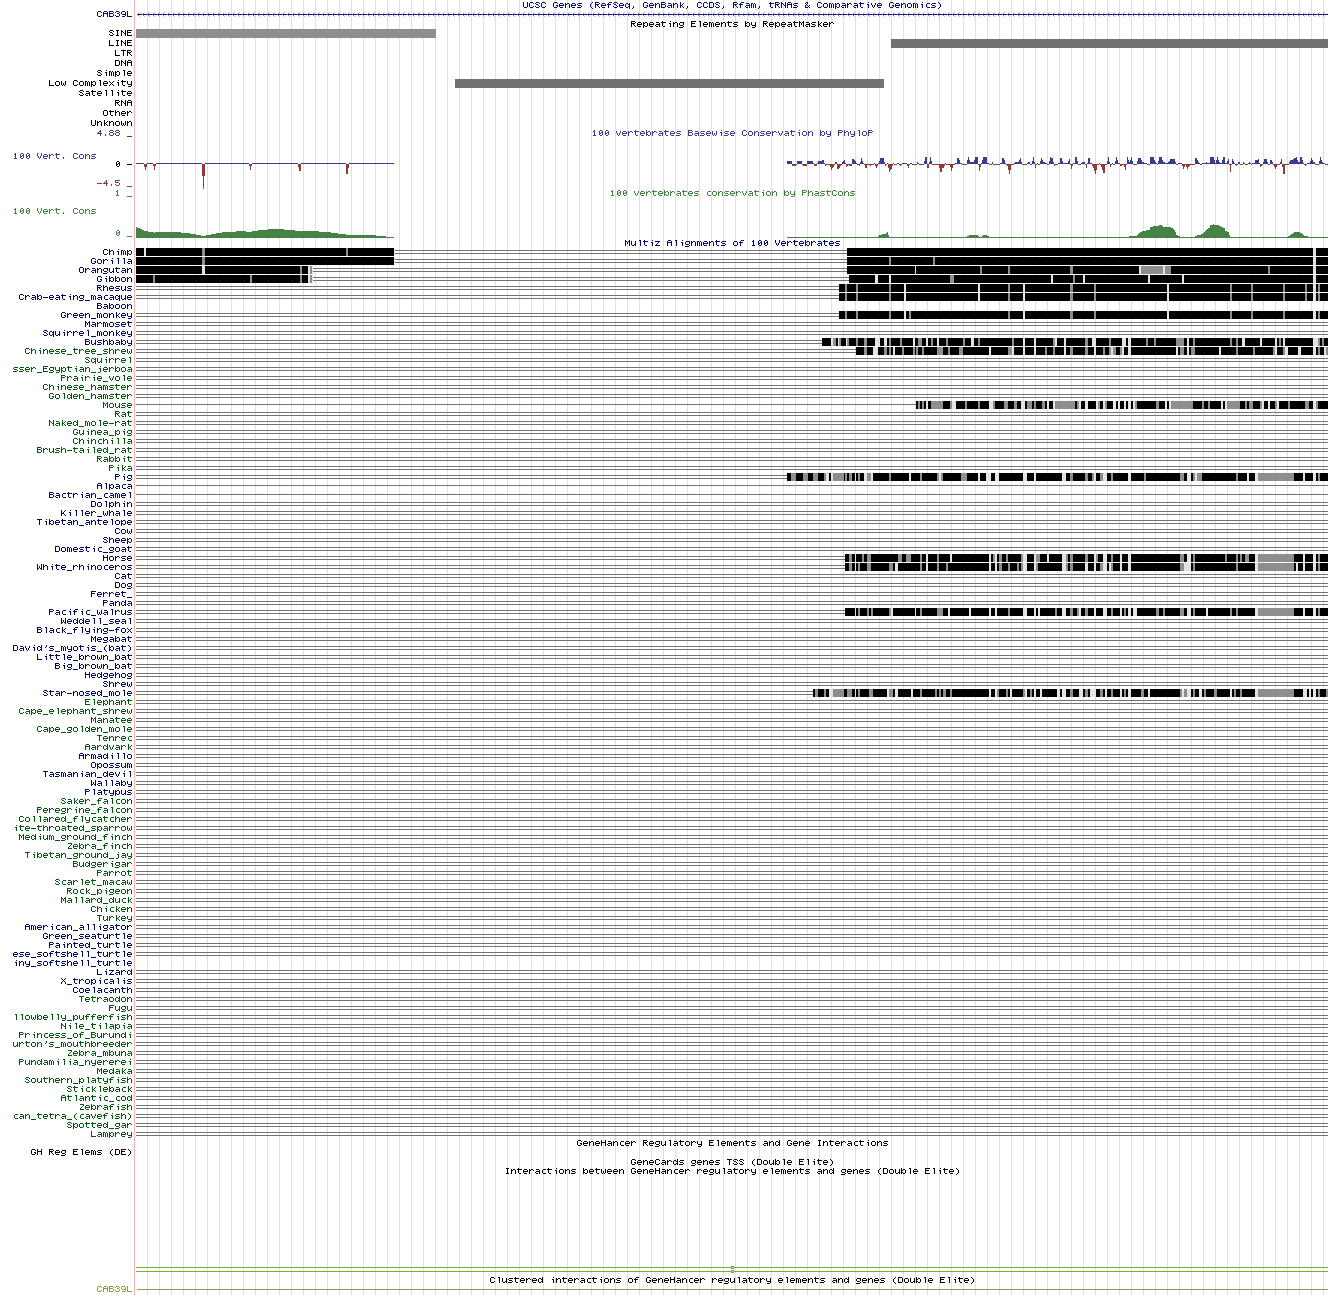 UCSC Genes (RefSeq, GenBank, CCDS, Rfam, tRNAs & Comparative Genomics)
CAB39L
Repeating Elements by RepeatMasker
SINE
LINE
LTR
DNA
Simple
Low Complexity
Satellite
RNA
Other
Unknown
4.88 _
100 vertebrates Basewise Conservation by PhyloP
100 Vert. Cons
0 _
-4.5 _
1 _
100 vertebrates conservation by PhastCons
100 Vert. Cons
0 _
Multiz Alignments of 100 Vertebrates
Chimp
Gorilla
Orangutan
Gibbon
Rhesus
Crab-eating_macaque
Baboon
Green_monkey
Marmoset
Squirrel_monkey
Bushbaby
Chinese_tree_shrew
Squirrel
sser_Egyptian_jerboa
Prairie_vole
Chinese_hamster
Golden_hamster
Mouse
Rat
Naked_mole-rat
Guinea_pig
Chinchilla
Brush-tailed_rat
Rabbit
Pika
Pig
Alpaca
Bactrian_camel
Dolphin
Killer_whale
Tibetan_antelope
Cow
Sheep
Domestic_goat
Horse
White_rhinoceros
Cat
Dog
Ferret_
Panda
Pacific_walrus
Weddell_seal
Black_flying-fox
Megabat
David's_myotis_(bat)
Little_brown_bat
Big_brown_bat
Hedgehog
Shrew
Star-nosed_mole
Elephant
Cape_elephant_shrew
Manatee
Cape_golden_mole
Tenrec
Aardvark
Armadillo
Opossum
Tasmanian_devil
Wallaby
Platypus
Saker_falcon
Peregrine_falcon
Collared_flycatcher
ite-throated_sparrow
Medium_ground_finch
Zebra_finch
Tibetan_ground_jay
Budgerigar
Parrot
Scarlet_macaw
Rock_pigeon
Mallard_duck
Chicken
Turkey
American_alligator
Green_seaturtle
Painted_turtle
ese_softshell_turtle
iny_softshell_turtle
Lizard
X_tropicalis
Coelacanth
Tetraodon
Fugu
llowbelly_pufferfish
Nile_tilapia
Princess_of_Burundi
urton's_mouthbreeder
Zebra_mbuna
Pundamilia_nyererei
Medaka
Southern_platyfish
Stickleback
Atlantic_cod
Zebrafish
can_tetra_(cavefish)
Spotted_gar
Lamprey
GeneHancer Regulatory Elements and Gene Interactions
GH Reg Elems (DE)
GeneCards genes TSS (Double Elite)
Interactions between GeneHancer regulatory elements and genes (Double Elite)
Clustered interactions of GeneHancer regulatory elements and genes (Double Elite)
CAB39L